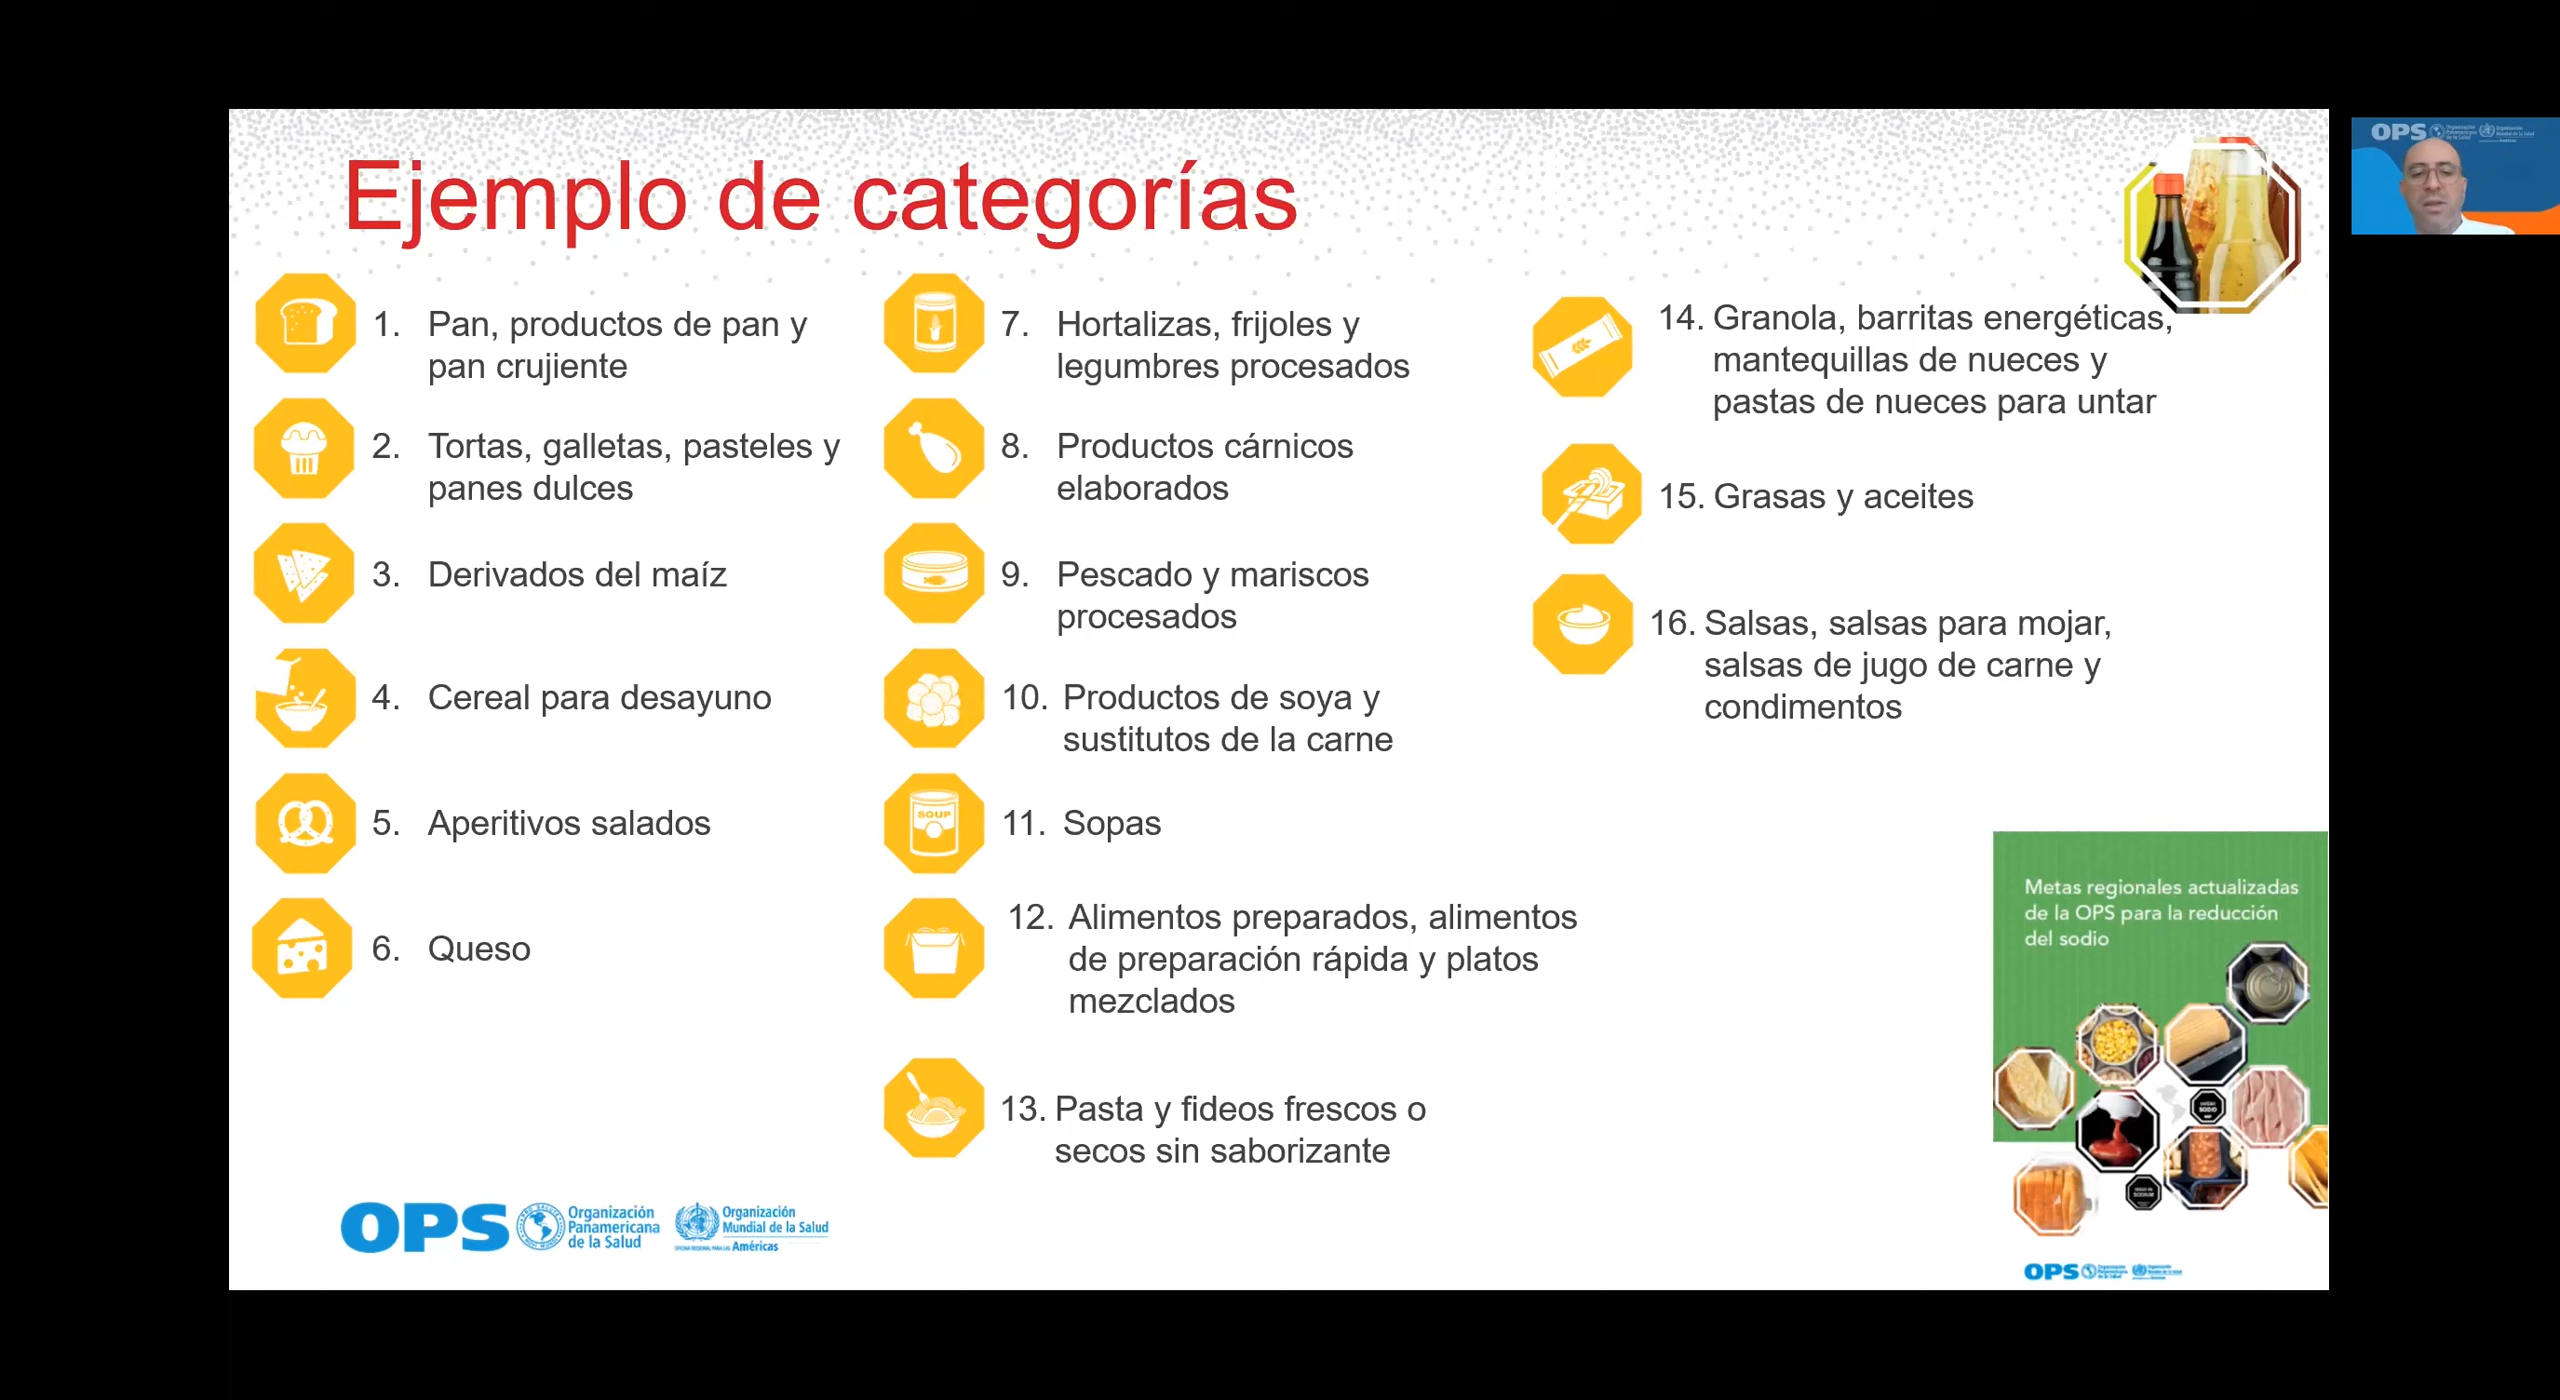 Ejemplo de categorías
1. Pan, productos de pan y
pan crujiente
2. Tortas, galletas, pasteles y
panes dulces
3. Derivados del maíz
4. Cereal para desayuno
5. Aperitivos salados
6. Queso
7. Hortalizas, frijoles y
legumbres procesados
8. Productos cárnicos
elaborados
9. Pescado y mariscos
procesados
10. Productos de soya y
sustitutos de la carne
SOUP
11. Sopas
12. Alimentos preparados, alimentos
de preparación rápida y platos
mezclados
13. Pasta y fideos frescos o
secos sin saborizante
14. Granola, barritas energéticas,
mantequillas de nueces y
pastas de nueces para untar
15. Grasas y aceites
16. Salsas, salsas para mojar,
salsas de jugo de carne y
condimentos
Metas regionales actualizadas
de la OPS para la reducción
del sodio
SODIO
OPS
OPS
Organización
Panamericana
de la Salud
Organización
Mundial de la Salud
OFICINA REGIONAL PARA LAS Américas
OPS